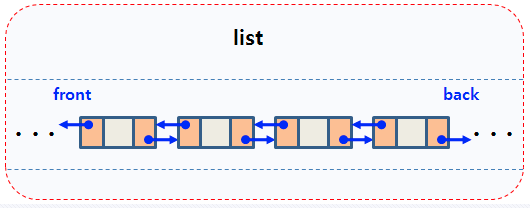 list
front back
. . . . . .